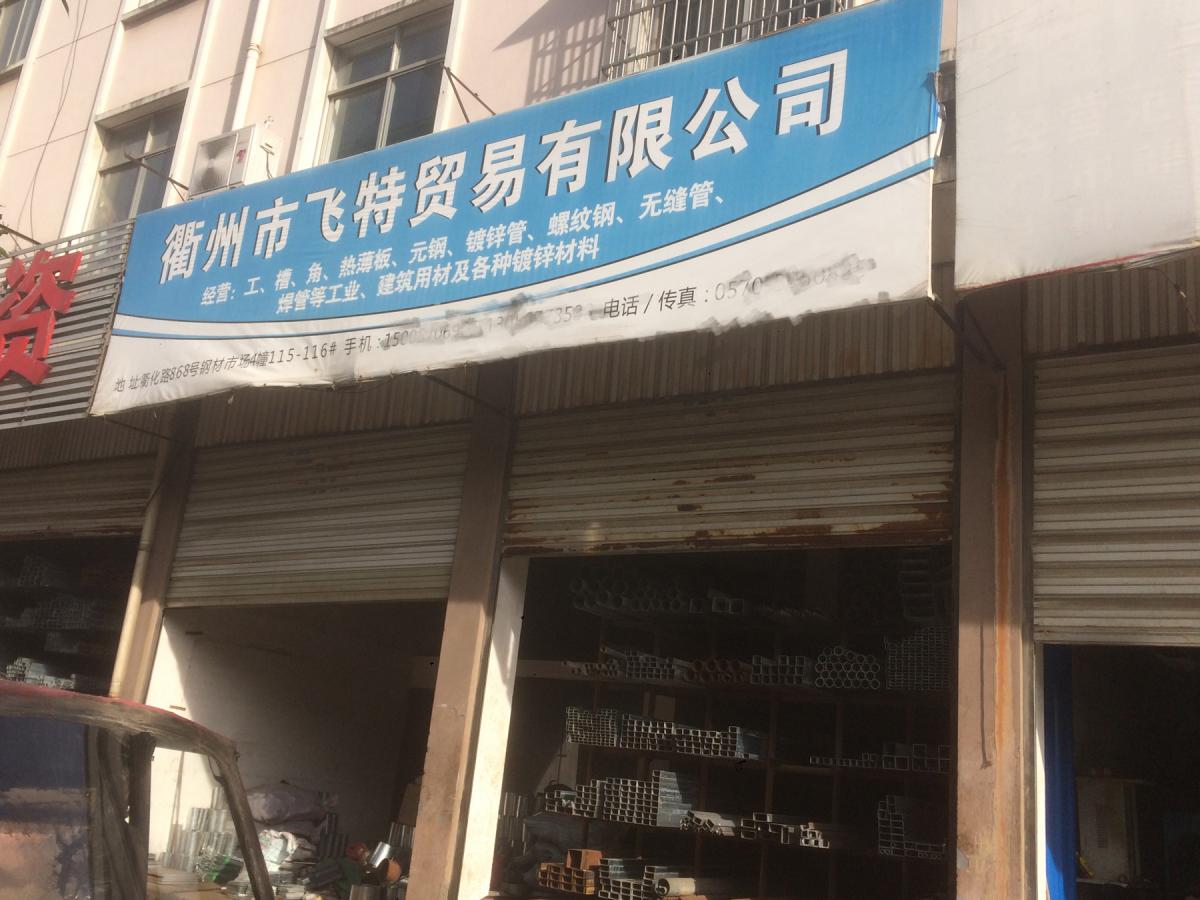 衢州市飞特贸易有限公司
经营：工、槽、角、热薄板、元钢、镀锌管、螺纹钢、无缝管、
焊管等工业、建筑用材及各种镀锌材料
地 址衢化路868号钢材市场4幢115-116# 手机：电话/传真：0570
资